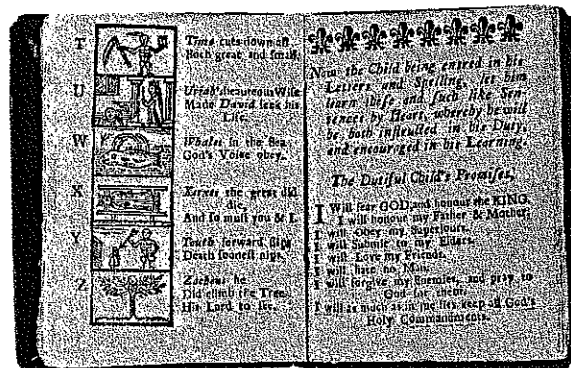 T
Time cuts down all
Both great and small.
U
Uriah's beauteous Wife
Made David seek his
Life.
W
Whales in the Sea
God's Voice obey.
X
Xerxes the great did
die,
And so must you & I.
Y
Youth forward slips
Death soonest nips.
Z
Zacheus he
Did climb the Tree
His Lord to see.
Now the Child being entred in his
Letters and Spelling, let him
learn these and such like Sen-
tences by Heart, whereby he will
be both instructed in his Duty,
and encouraged in his Learning.
The Dutiful Child's Promises,
I Will fear GOD, and honour the KING.
I will honour my Father & Mother.
I will Obey my Superiours.
I will Submit to my Elders.
I will Love my Friends.
I will hate no Man.
I will forgive my Enemies, and pray to
God for them.
I will as much as in me lies keep all God's
Holy Commandments.